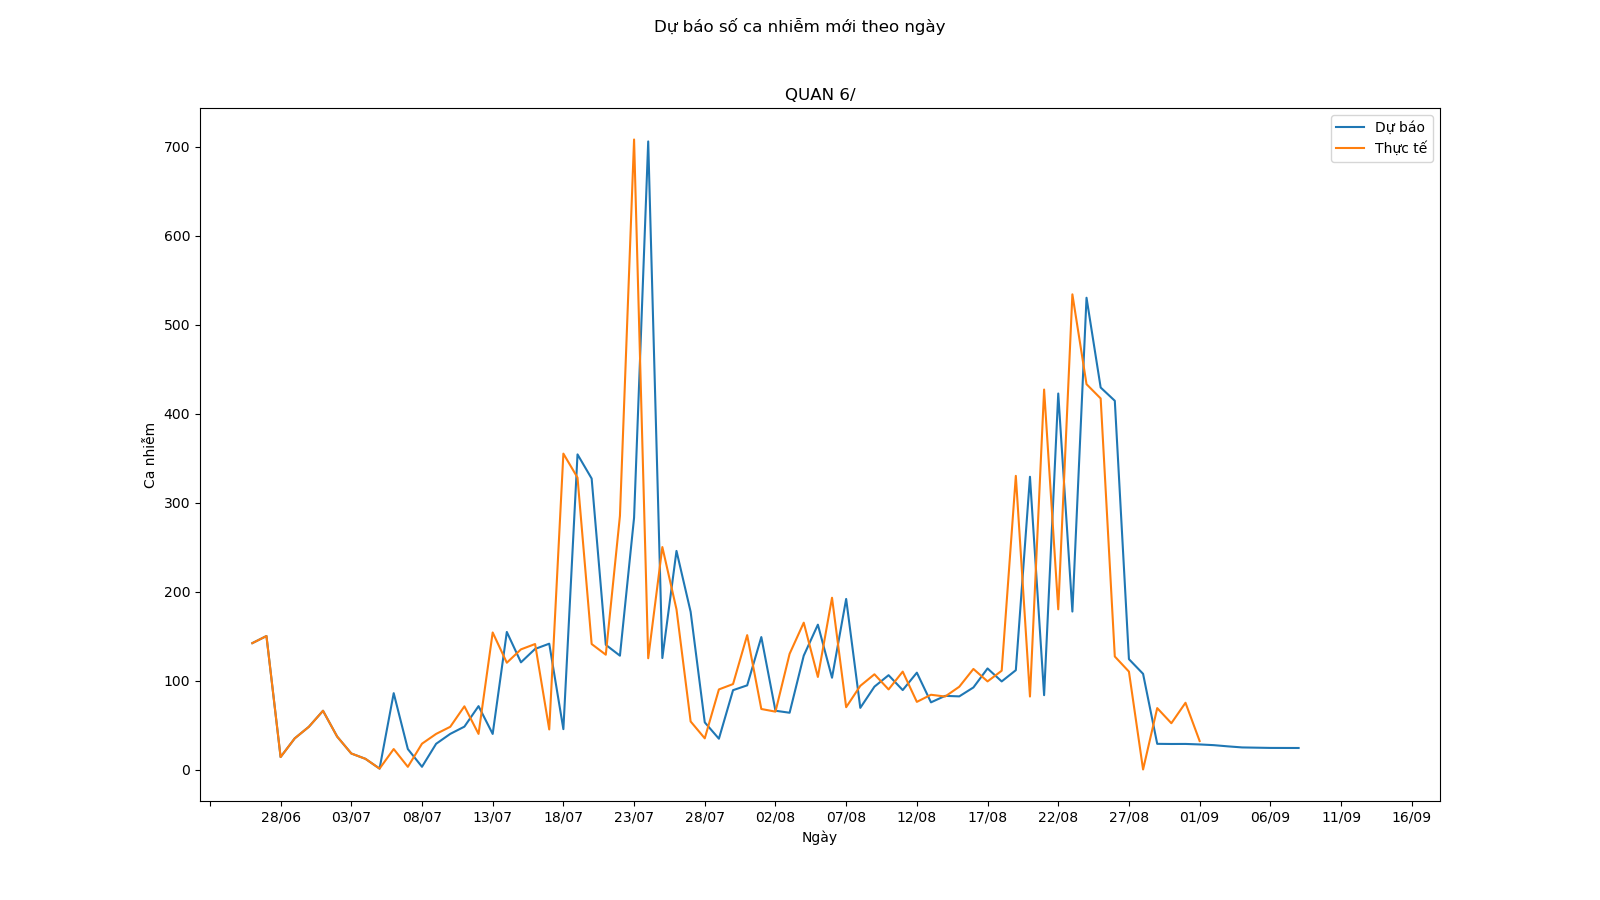 Dự báo số ca nhiễm mới theo ngày
QUAN 6/
Dự báo
Thực tế
700
600
500
400
300
200
100
0
Ca nhiễm
28/06 03/07 08/07 13/07 18/07 23/07 28/07 02/08 07/08 12/08 17/08 22/08 27/08 01/09 06/09 11/09 16/09
Ngày